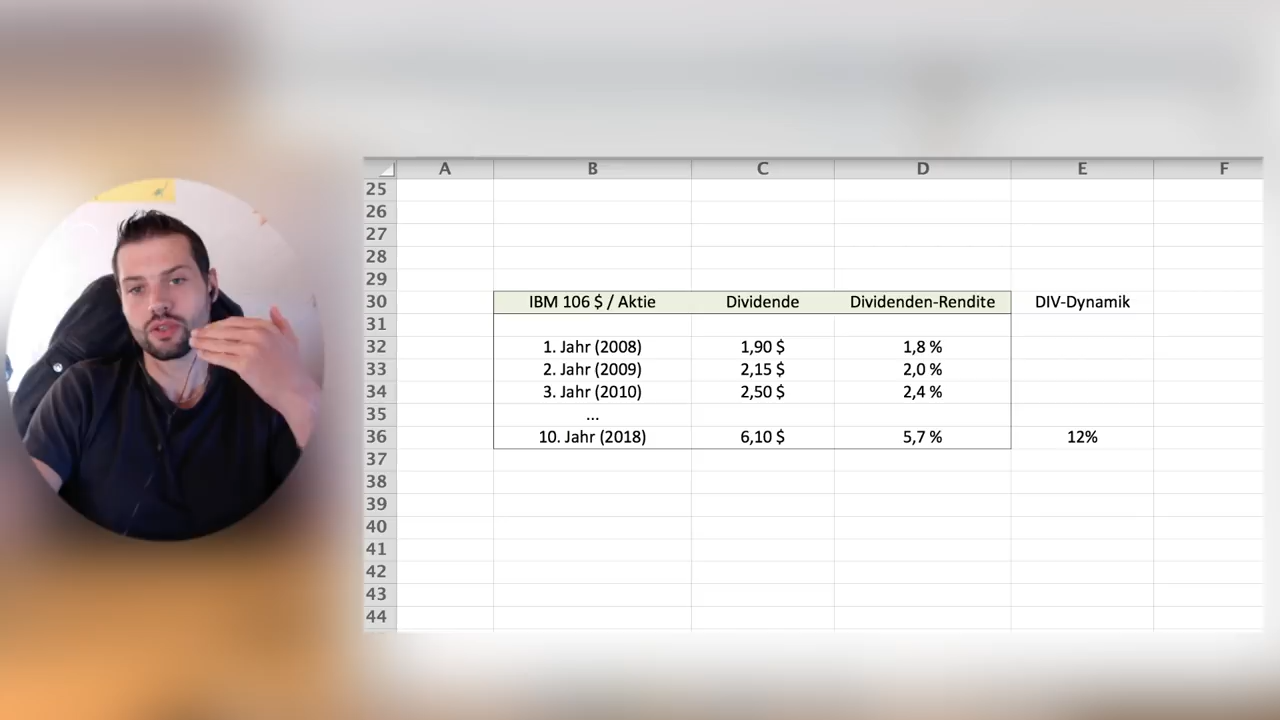 A B C D E F
25
26
27
28
29
30 IBM 106 $ / Aktie Dividende Dividenden-Rendite DIV-Dynamik
31
32 1. Jahr (2008) 1,90 $ 1,8 %
33 2. Jahr (2009) 2,15 $ 2,0 %
34 3. Jahr (2010) 2,50 $ 2,4 %
35 ...
36 10. Jahr (2018) 6,10 $ 5,7 % 12%
37
38
39
40
41
42
43
44